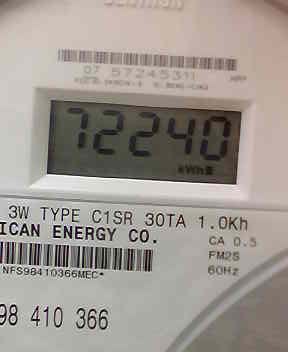 CENTRON
07 57245311
72240
kWh
3W TYPE C1SR 30TA 1.0Kh
ICAN ENERGY CO.
CA 0.5
FM2S
NFS98410366MEC*
60Hz
98 410 366